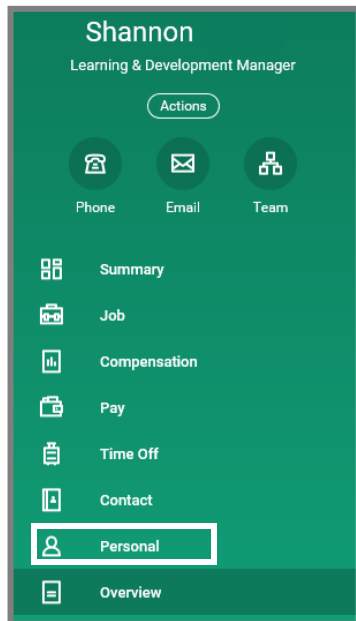 Shannon
Learning & Development Manager
Actions
Phone Email Team
Summary
Job
Compensation
Pay
Time Off
Contact
Personal
Overview